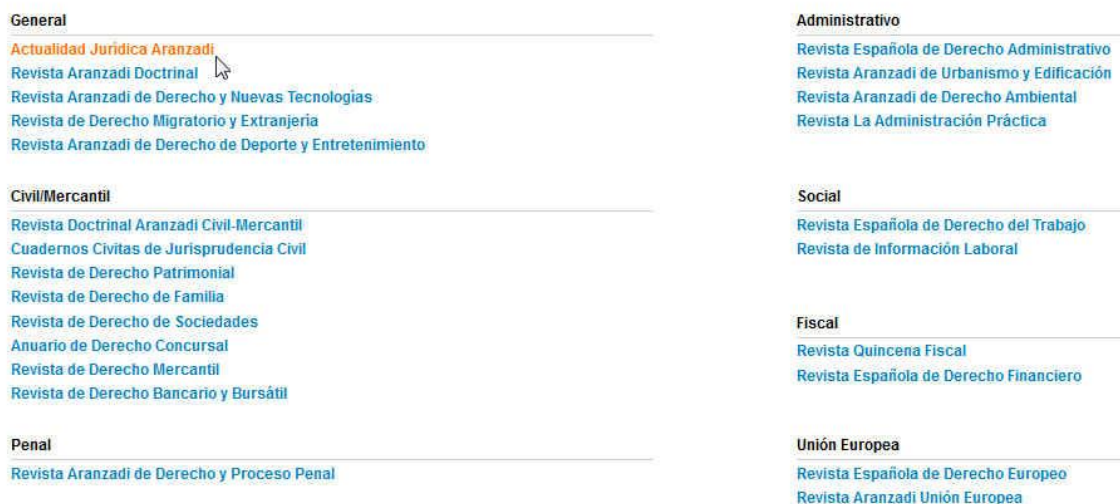 General
Actualidad Jurídica Aranzadi
Revista Aranzadi Doctrinal
Revista Aranzadi de Derecho y Nuevas Tecnologías
Revista de Derecho Migratorio y Extranjería
Revista Aranzadi de Derecho de Deporte y Entretenimiento
Civil/Mercantil
Revista Doctrinal Aranzadi Civil-Mercantil
Cuadernos Civitas de Jurisprudencia Civil
Revista de Derecho Patrimonial
Revista de Derecho de Familia
Revista de Derecho de Sociedades
Anuario de Derecho Concursal
Revista de Derecho Mercantil
Revista de Derecho Bancario y Bursátil
Penal
Revista Aranzadi de Derecho y Proceso Penal
Administrativo
Revista Española de Derecho Administrativo
Revista Aranzadi de Urbanismo y Edificación
Revista Aranzadi de Derecho Ambiental
Revista La Administración Práctica
Social
Revista Española de Derecho del Trabajo
Revista de Información Laboral
Fiscal
Revista Quincena Fiscal
Revista Española de Derecho Financiero
Unión Europea
Revista Española de Derecho Europeo
Revista Aranzadi Unión Europea